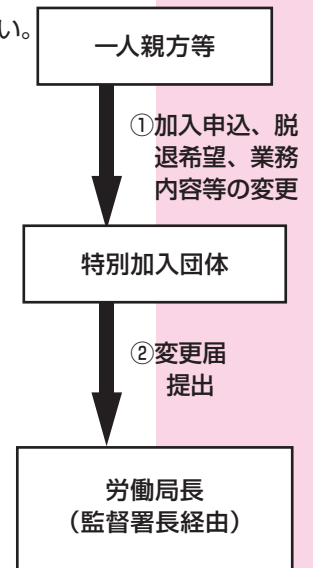 い。
一人親方等
①加入申込、脱
退希望、業務
内容等の変更
特別加入団体
②変更届
提出
労働局長
（監督署長経由）